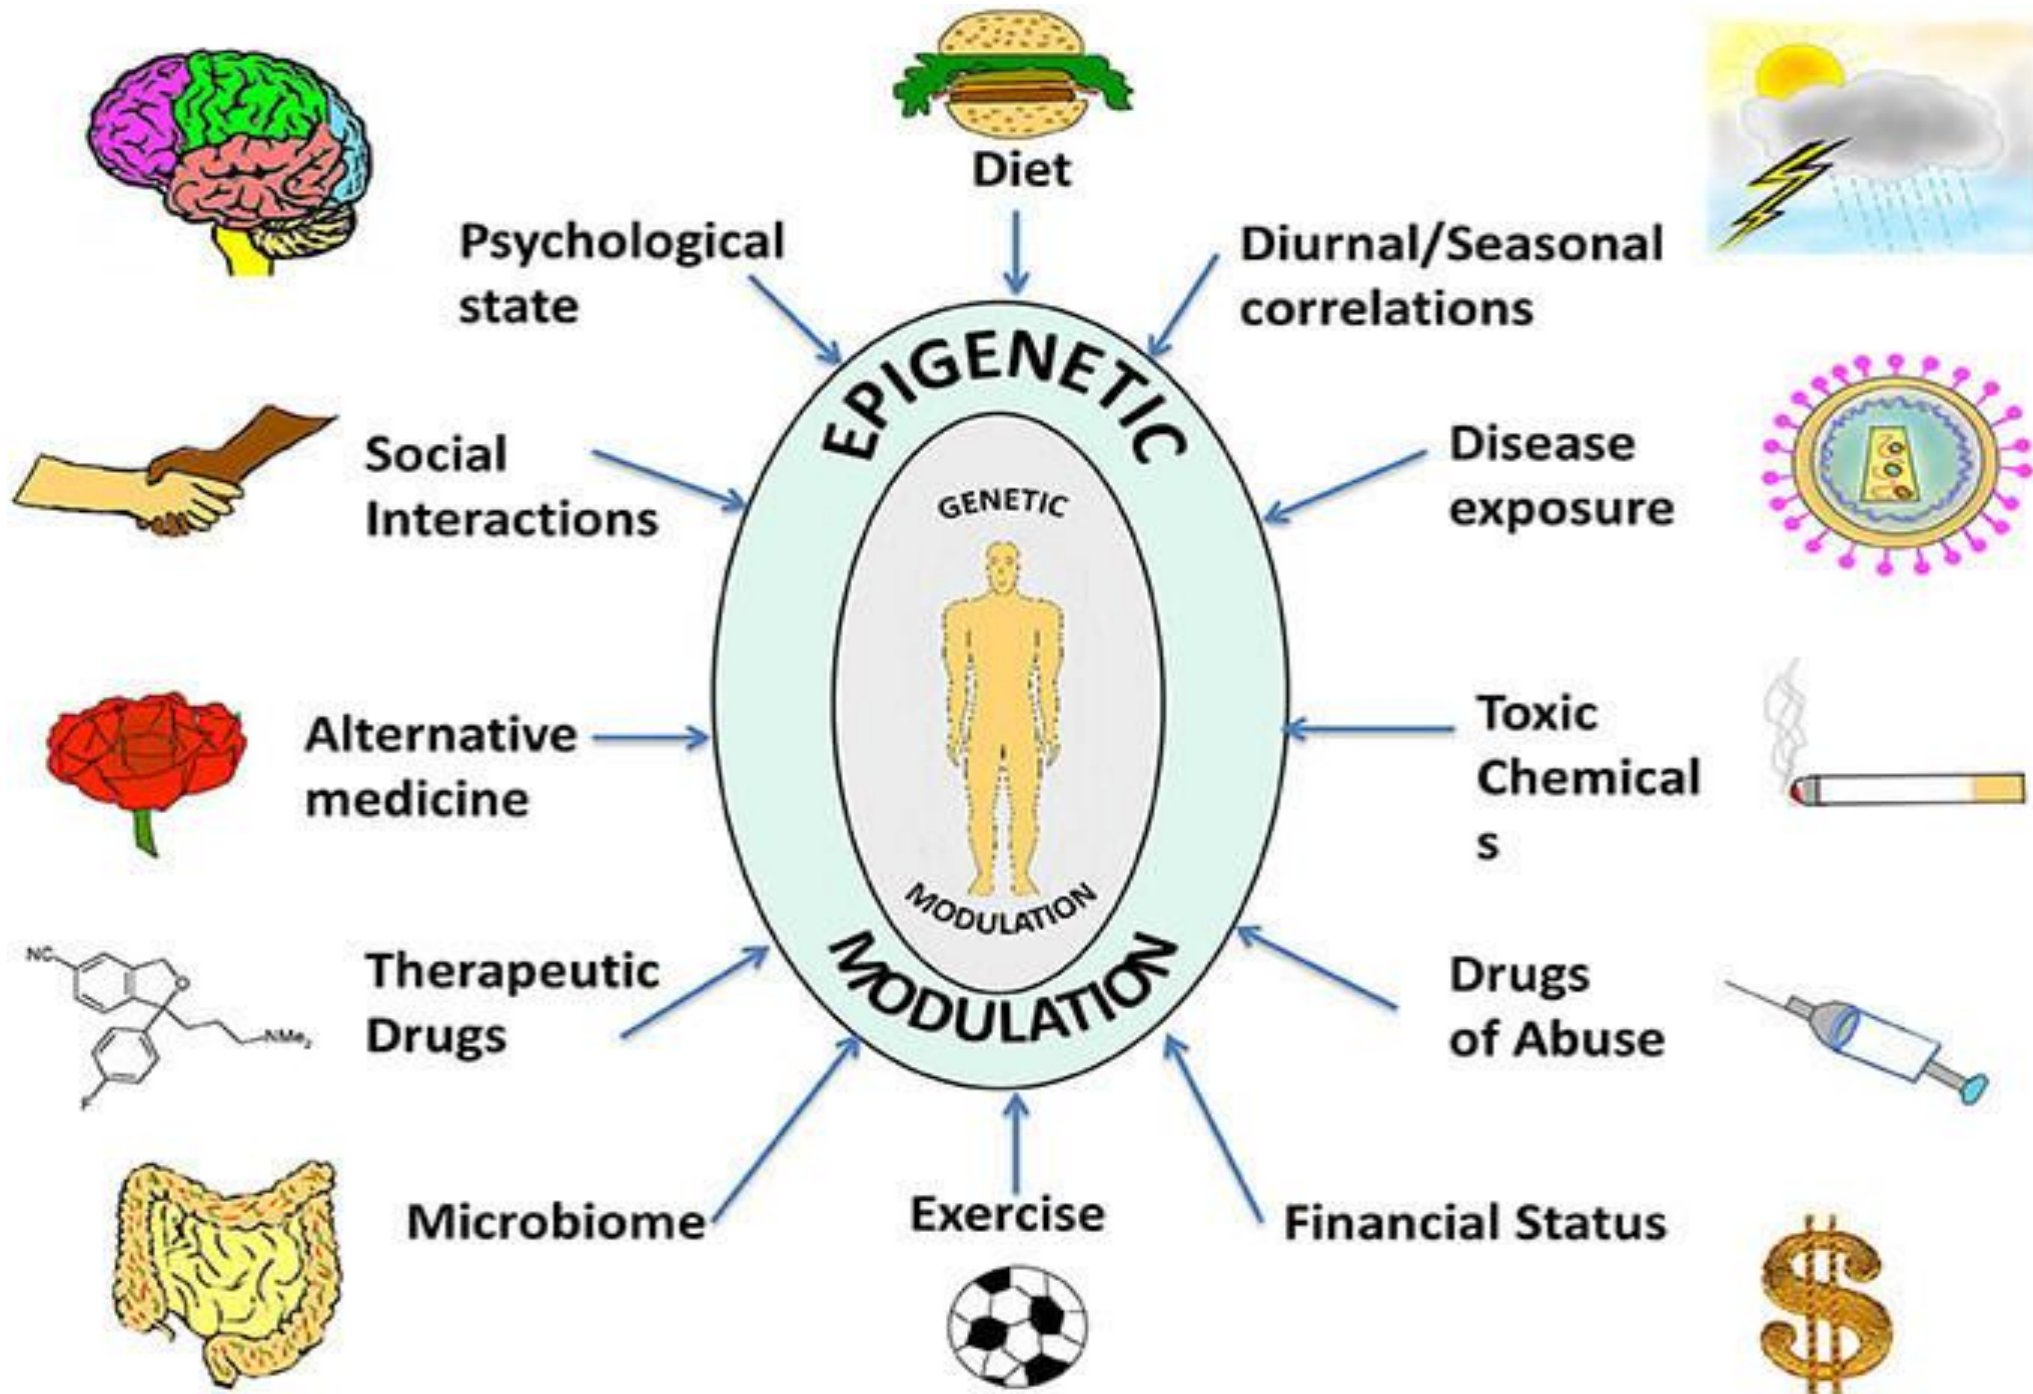 Diet
Psychological
state
Diurnal/Seasonal
correlations
EPIGENETIC
Social
Interactions
Disease
exposure
GENETIC
Alternative
medicine
Toxic
Chemical
s
MODULATION
MODULATION
NC
O
NMe2
F
Therapeutic
Drugs
Drugs
of Abuse
Microbiome
Exercise
Financial Status
$